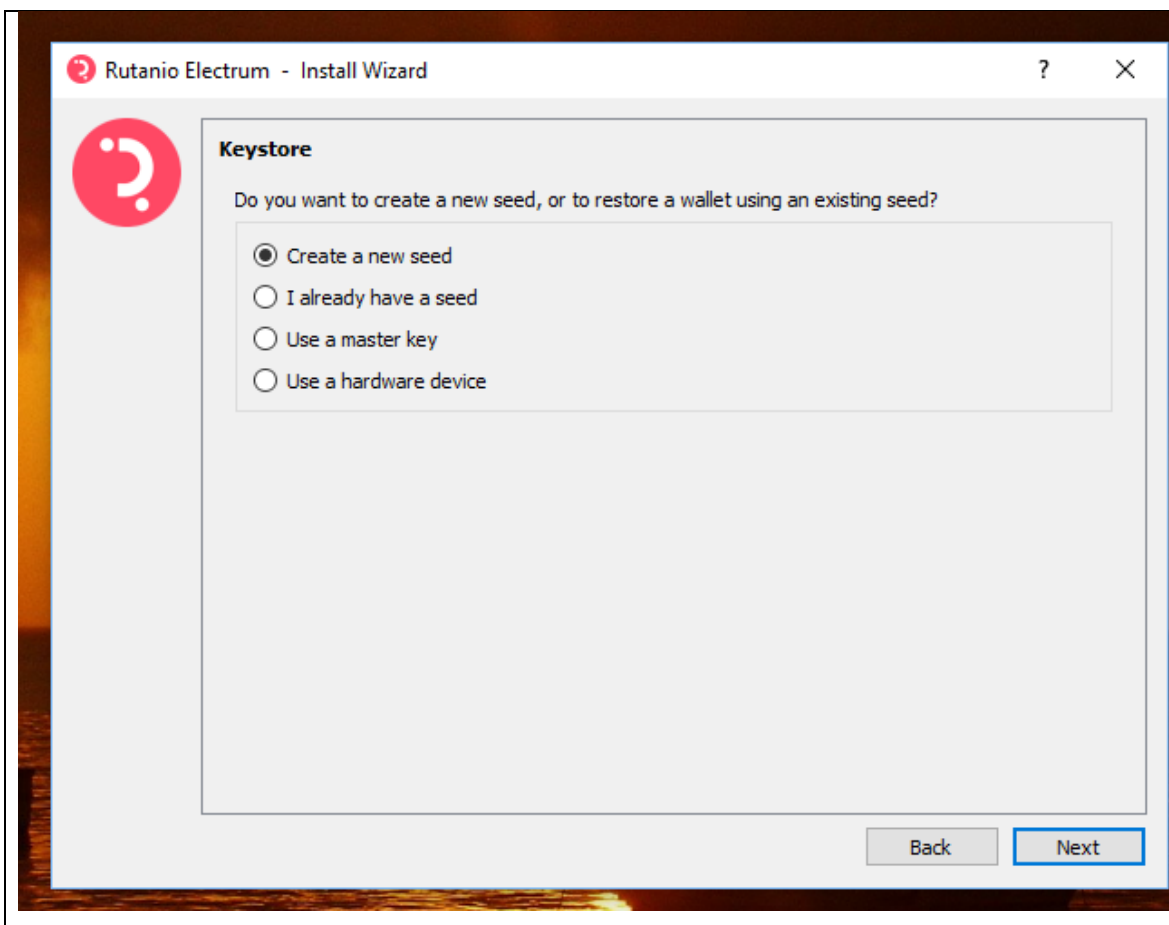 Rutanio Electrum - Install Wizard
Keystore
Do you want to create a new seed, or to restore a wallet using an existing seed?
Create a new seed
I already have a seed
Use a master key
Use a hardware device
Back Next